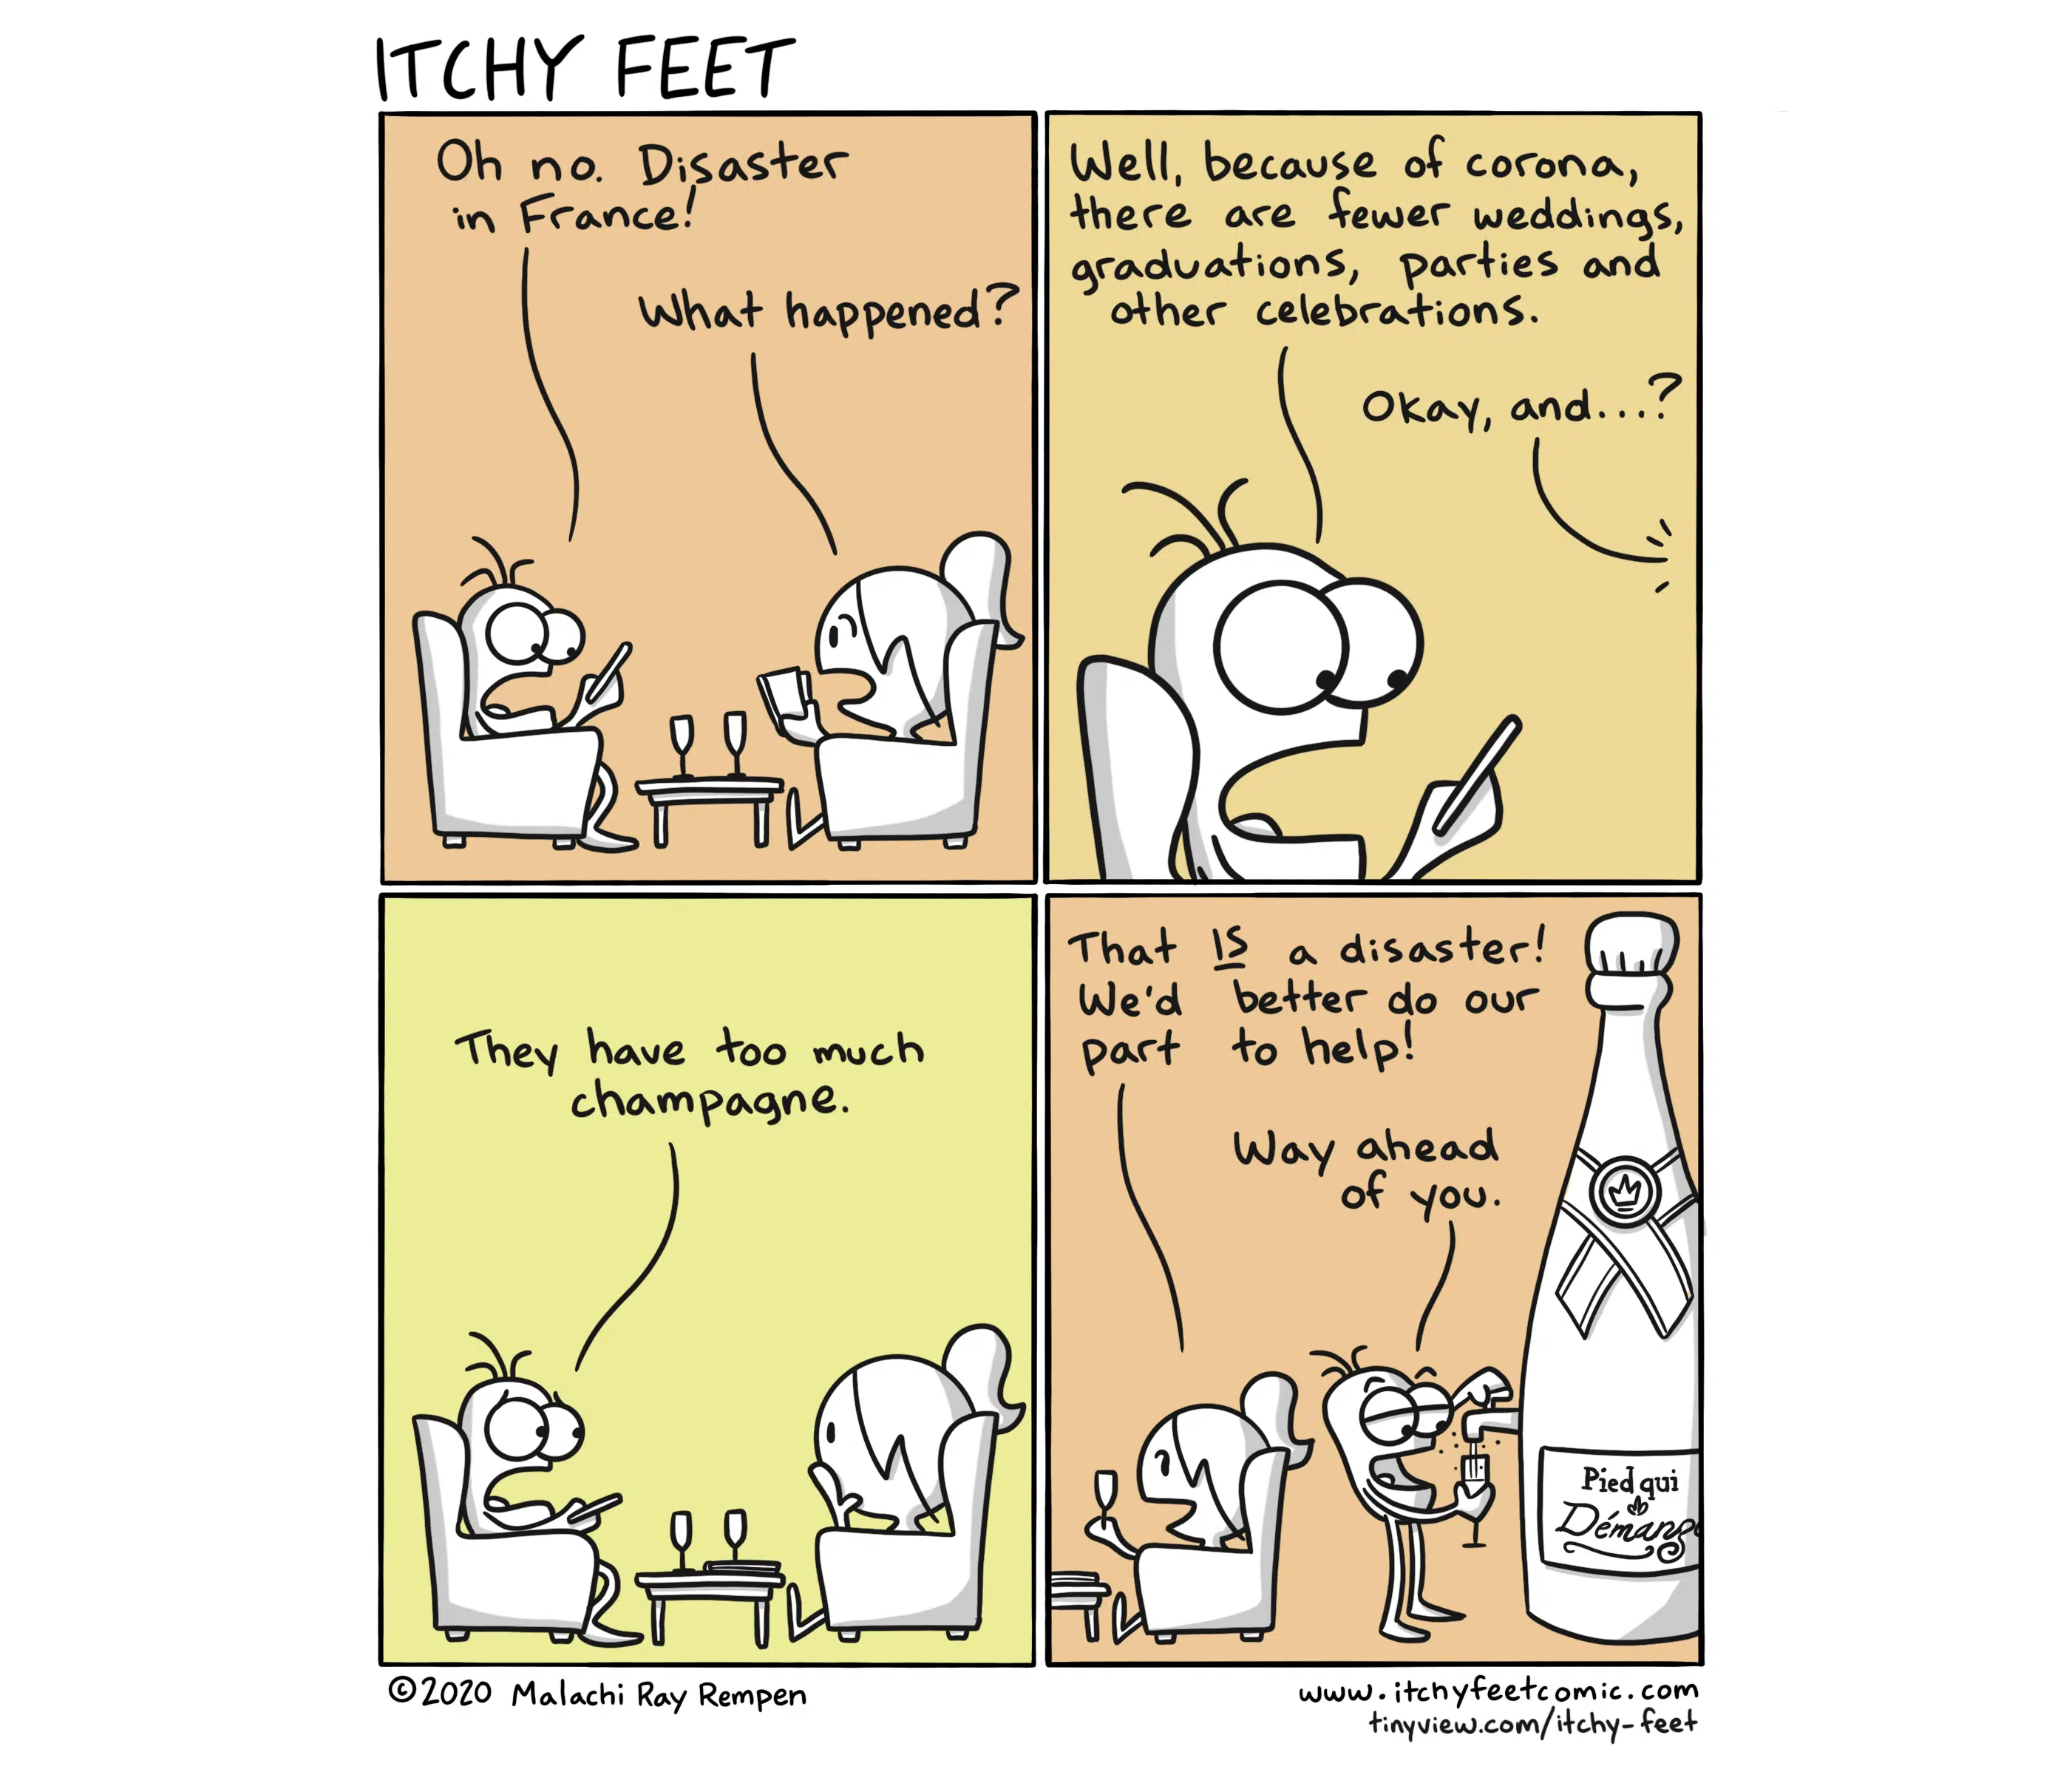 ITCHY FEET
Oh no. Disaster
in France!
What happened?
Well, because of corona,
there are fewer weddings,
graduations, parties and
other celebrations.
Okay, and...?
They have too much
champagne.
That IS a disaster!
We'd better do our
part to help!
Way ahead
of you.
Pied qui
Démang
©2020 Malachi Ray Rempen
www.itchyfeetcomic.com
tinyview.com/itchy-feet